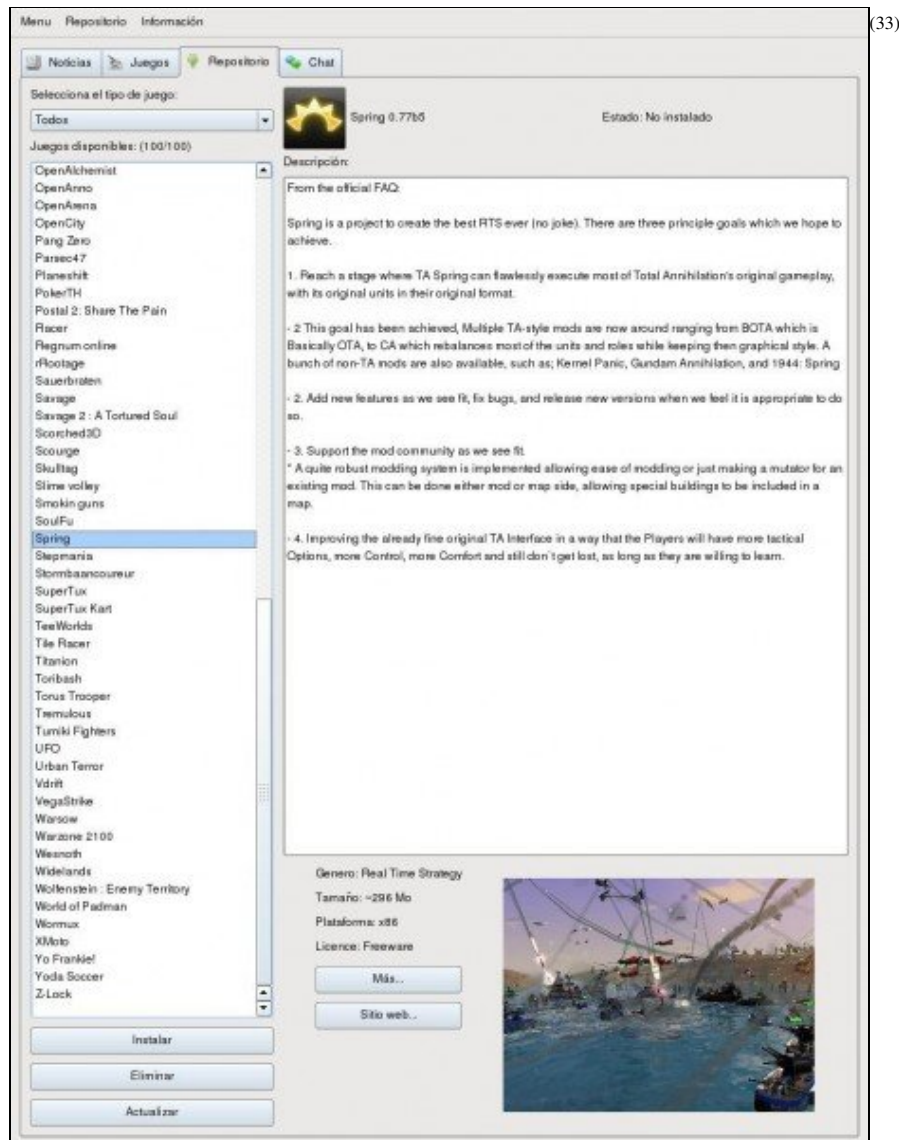 Menu Repositorio Información
(33)
Noticias Juegos Repositorio Chat
Selecciona el tipo de juego:
Todos
Juegos disponibles: (100/100)
OpenAlchemist
OpenAnno
OpenArena
OpenCity
Pang Zero
Parsec47
Planeshift
PokerTH
Postal 2: Share The Pain
Racer
Regnum online
rRootage
Sauerbraten
Savage
Savage 2 : A Tortured Soul
Scorched3D
Scourge
Skulltag
Slime volley
Smokin guns
SoulFu
Spring
Stepmania
Stormbaancoureur
SuperTux
SuperTux Kart
TeeWorlds
Tile Racer
Titanion
Toribash
Torus Trooper
Tremulous
Tumiki Fighters
UFO
Urban Terror
Vdrift
VegaStrike
Warsow
Warzone 2100
Wesnoth
Widelands
Wolfenstein : Enemy Territory
World of Padman
Wormux
XMoto
Yo Frankie!
Yoda Soccer
Z-Lock
Instalar
Eliminar
Actualizar
Spring 0.77b5
Estado: No instalado
Descripción:
From the official FAQ:
Spring is a project to create the best RTS ever (no joke). There are three principle goals which we hope to
achieve.
1. Reach a stage where TA Spring can flawlessly execute most of Total Annihilation's original gameplay,
with its original units in their original format.
- 2 This goal has been achieved, Multiple TA-style mods are now around ranging from BOTA which is
Basically OTA, to CA which rebalances most of the units and roles while keeping then graphical style. A
bunch of non-TA mods are also available, such as; Kernel Panic, Gundam Annihilation, and 1944: Spring
- 2. Add new features as we see fit, fix bugs, and release new versions when we feel it is appropriate to do
so.
- 3. Support the mod community as we see fit.
* A quite robust modding system is implemented allowing ease of modding or just making a mutator for an
existing mod. This can be done either mod or map side, allowing special buildings to be included in a
map.
- 4. Improving the already fine original TA Interface in a way that the Players will have more tactical
Options, more Control, more Comfort and still don`t get lost, as long as they are willing to learn.
Genero: Real Time Strategy
Tamaño: ~296 Mo
Plataforma: x86
Licence: Freeware
Más...
Sitio web...